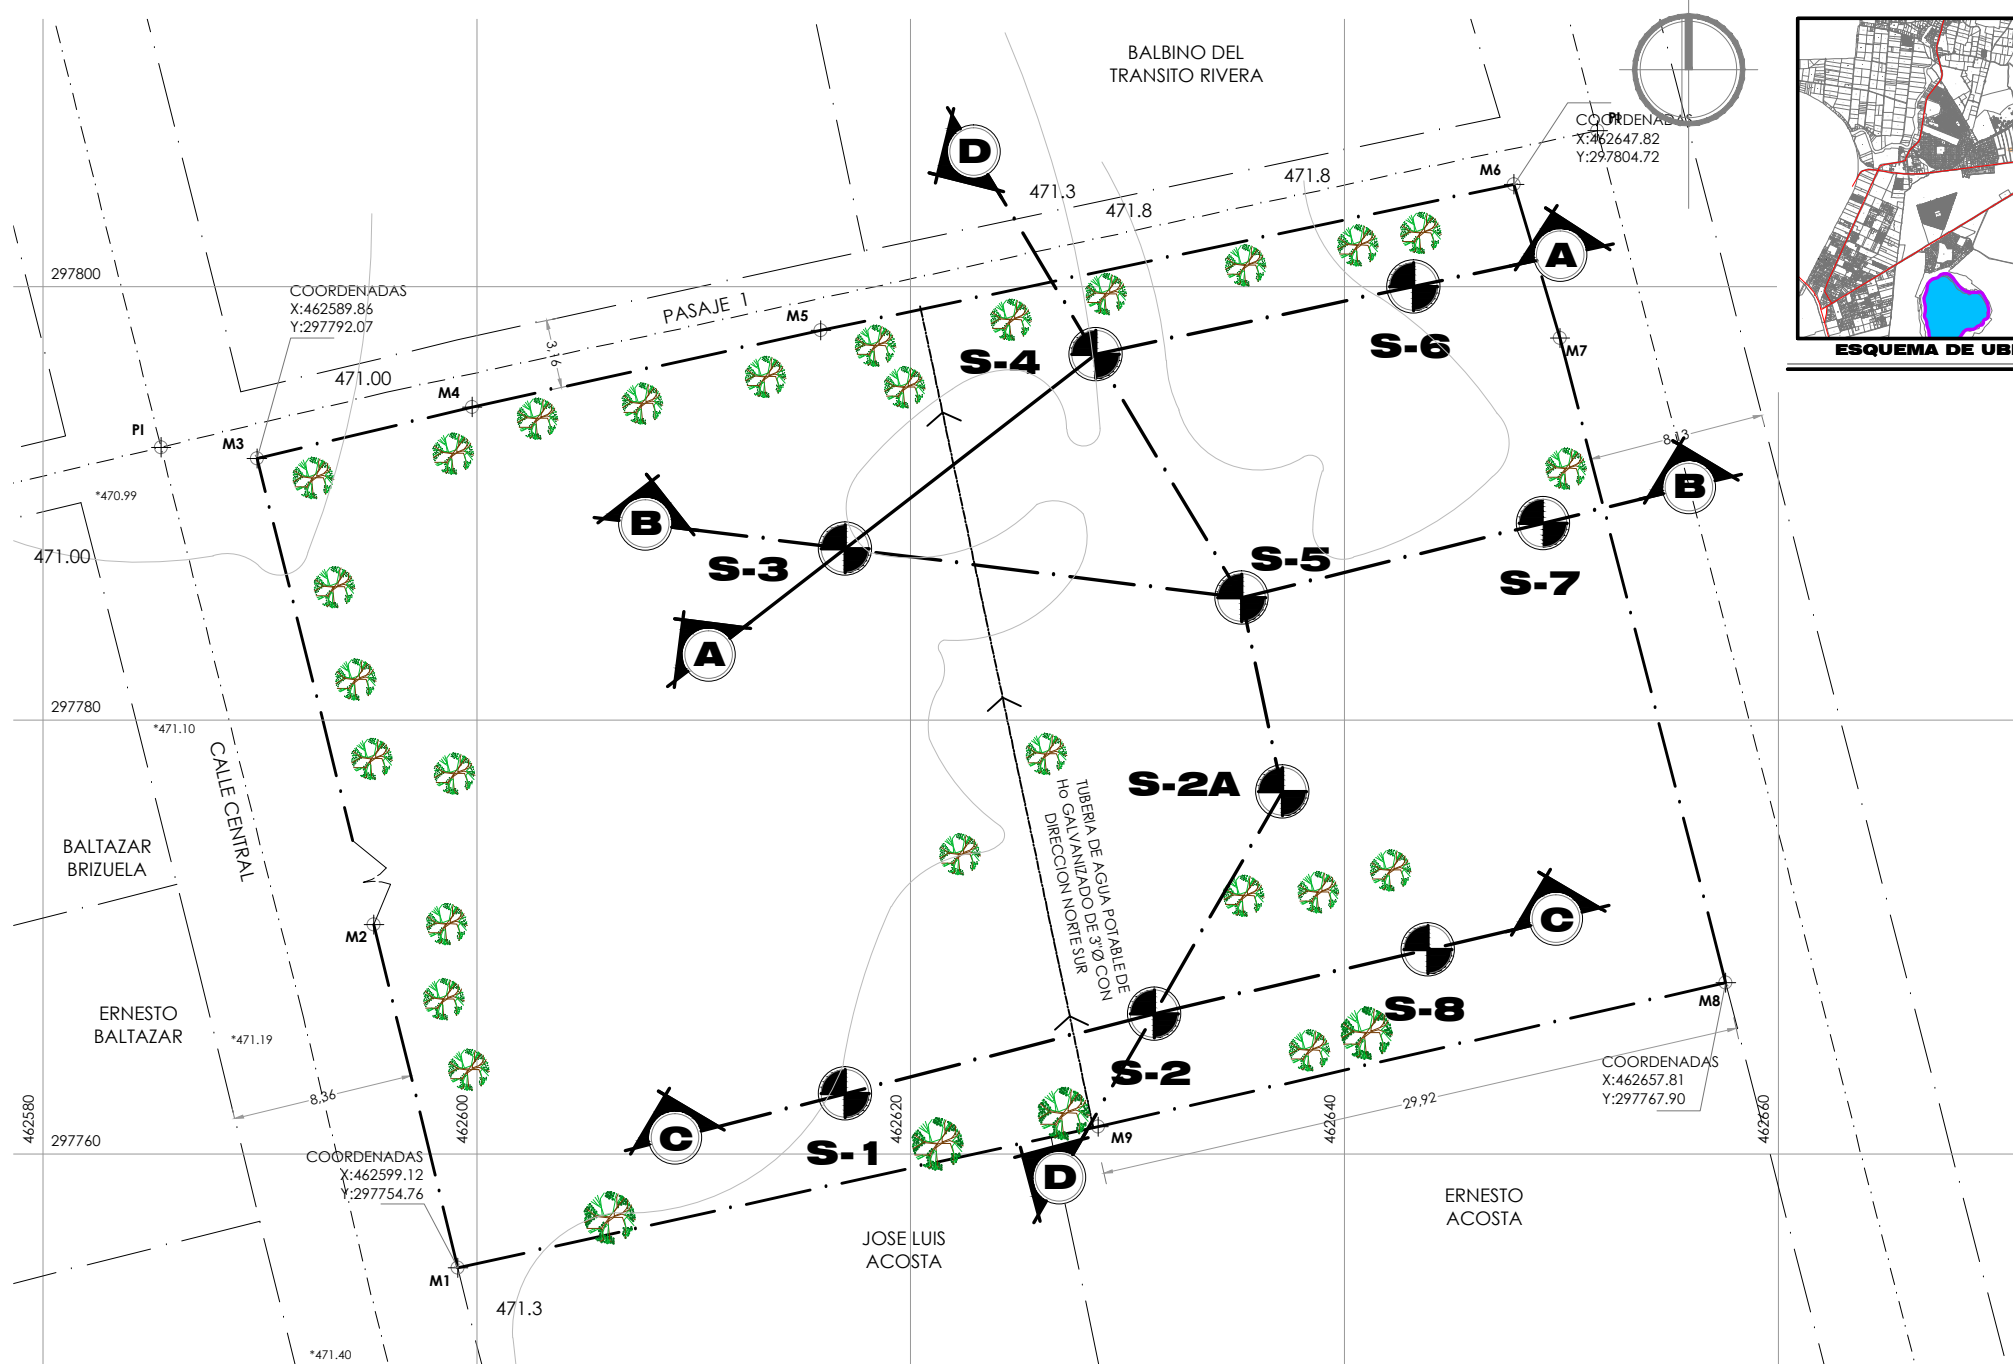 BALBINO DEL
TRANSITO RIVERA
D
COORDENADAS
X:462647.82
Y:297804.72
PI
M6
471.8
471.3
471.8
A
ESQUEMA DE UBI
297800
COORDENADAS
X:462589.86
Y:297792.07
PASAJE 1
M5
3.16
S-4
S-6
M7
471.00
M4
PI
M3
8.13
*470.99
B
B
471.00
S-3
S-5
S-7
A
297780
*471.10
CALLE CENTRAL
S-2A
TUBERIA DE AGUA POTABLE DE
Ho GALVANIZADO DE 3"Ø CON
DIRECCION NORTE SUR
BALTAZAR
BRIZUELA
C
M2
M8
ERNESTO
BALTAZAR
*471.19
S-8
S-2
COORDENADAS
X:462657.81
Y:297767.90
8.36
29.92
462580
462600
462620
462640
462660
297760
C
S-1
M9
D
COORDENADAS
X:462599.12
Y:297754.76
ERNESTO
ACOSTA
JOSE LUIS
ACOSTA
M1
471.3
*471.40